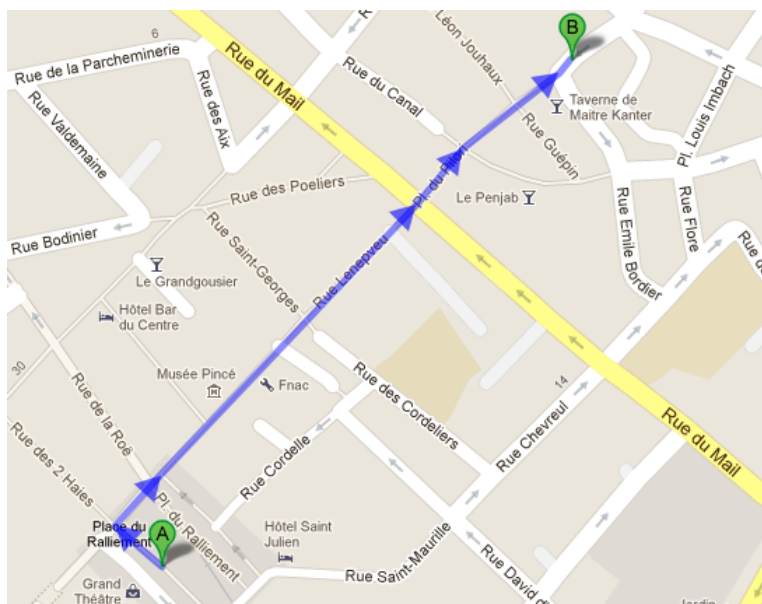 Léon Jouhaux
B
6
Rue de la Parcheminerie
Rue du Mail
Rue du Canal
Rue des Aix
Rue Valdemaine
Taverne de
Maitre Kanter
Pl. Louis Imbach
Rue Guépin
Pl. du Pilori
Rue des Poeliers
Le Penjab
Rue Bodinier
Rue Saint-Georges
Rue Lenepveu
Rue Emile Bordier
Rue Flore
Le Grandgousier
Hôtel Bar
du Centre
30
Musée Pincé
Fnac
14
Rue de la Roë
Rue des Cordeliers
Rue Chevreul
Rue du Mail
Rue des 2 Haies
Rue Cordelle
Pl. du Ralliement
Place du
Ralliement
A
Hôtel Saint
Julien
Rue Saint-Maurille
Grand
Théâtre
Rue David d
Jardin